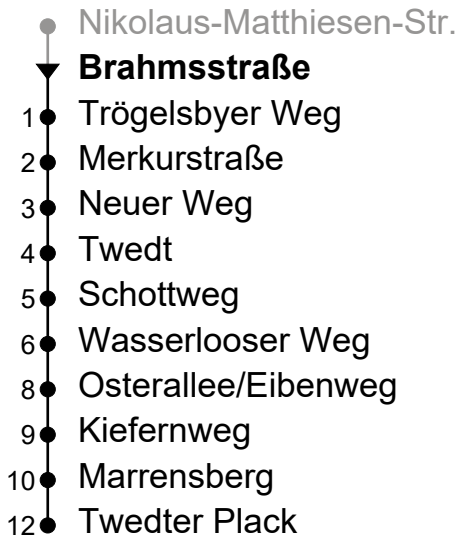 Nikolaus-Matthiesen-Str.
Brahmsstraße
1 Trögelsbyer Weg
2 Merkurstraße
3 Neuer Weg
4 Twedt
5 Schottweg
6 Wasserlooser Weg
8 Osterallee/Eibenweg
9 Kiefernweg
10 Marrensberg
12 Twedter Plack